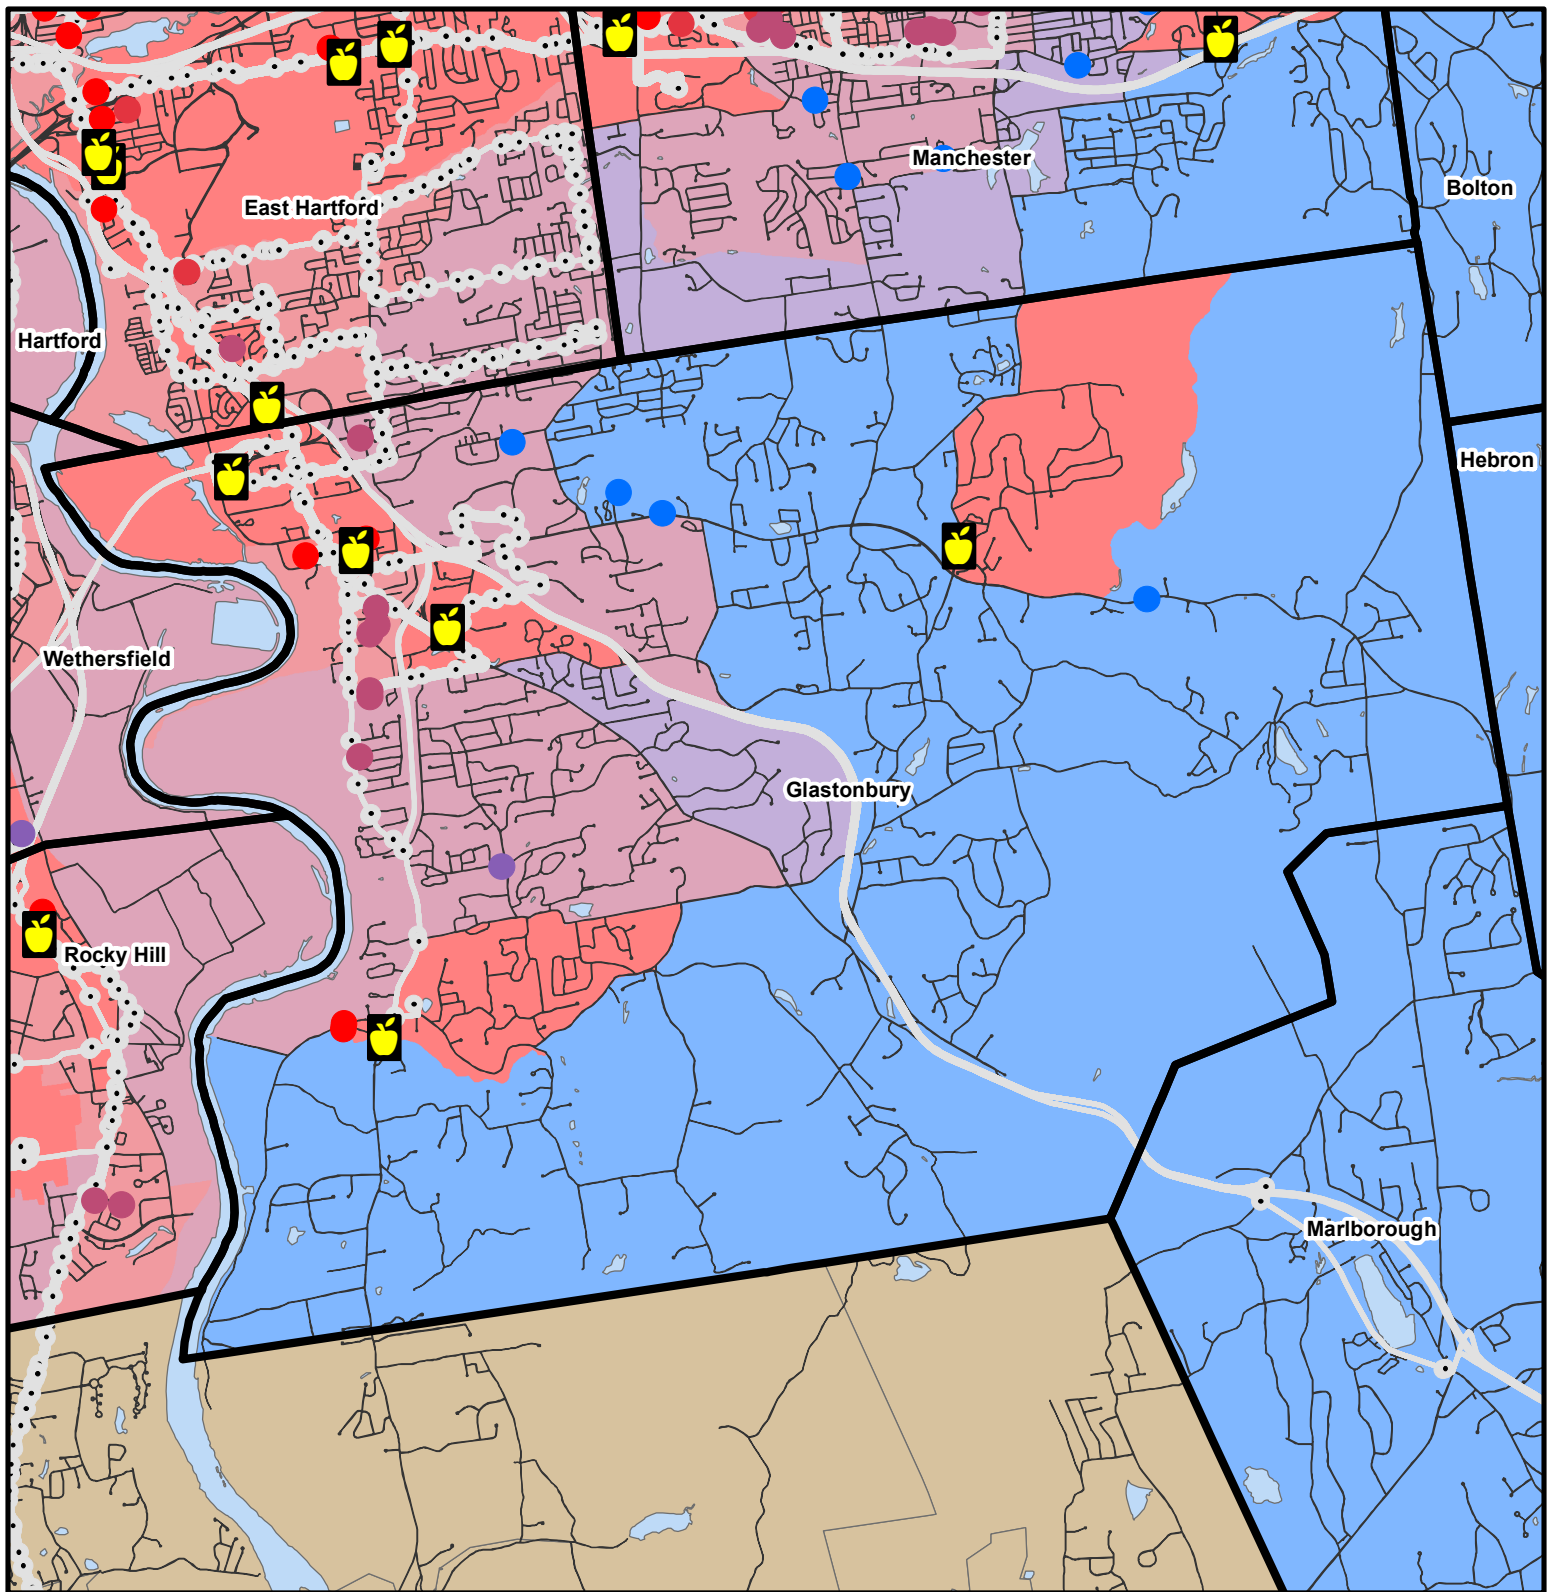 Manchester
Bolton
East Hartford
Hartford
Hebron
Wethersfield
Glastonbury
Rocky Hill
Marlborough